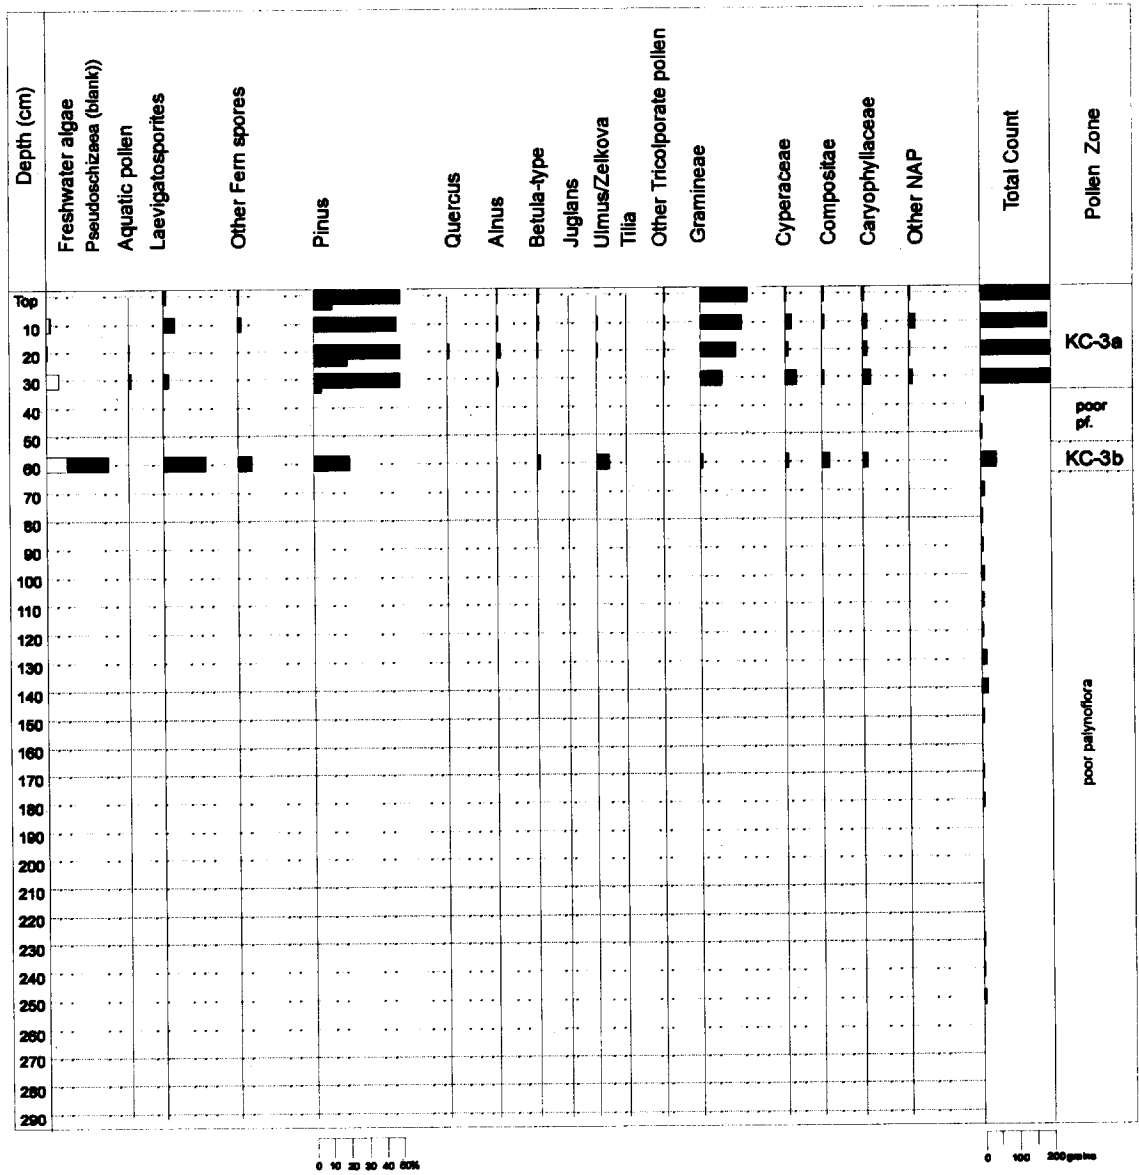 Depth (cm)
Freshwater algae
Pseudoschizaea (blank))
Aquatic pollen
Laevigatosporites
Other Fern spores
Pinus
Quercus
Alnus
Betula-type
Juglans
Ulmus/Zelkova
Tilia
Other Tricolporate pollen
Gramineae
Cyperaceae
Compositae
Caryophyllaceae
Other NAP
Total Count
Pollen Zone
Top
10
20
30
40
50
60
70
80
90
100
110
120
130
140
150
160
170
180
190
200
210
220
230
240
250
260
270
280
290
KC-3a
poor
pf.
KC-3b
poor palynoflora
0 10 20 30 40 50%
0 100 200grains